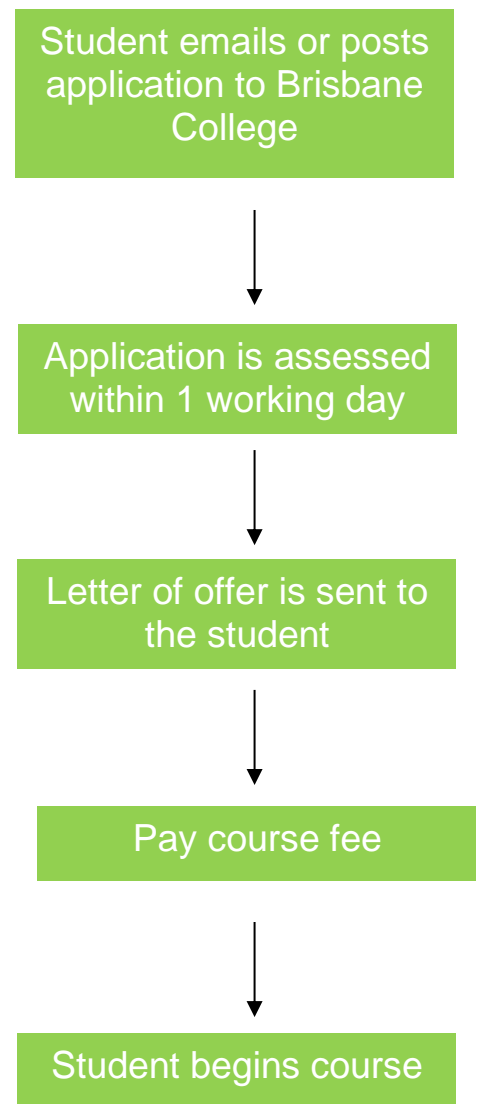 Student emails or posts
application to Brisbane
College
Application is assessed
within 1 working day
Letter of offer is sent to
the student
Pay course fee
Student begins course